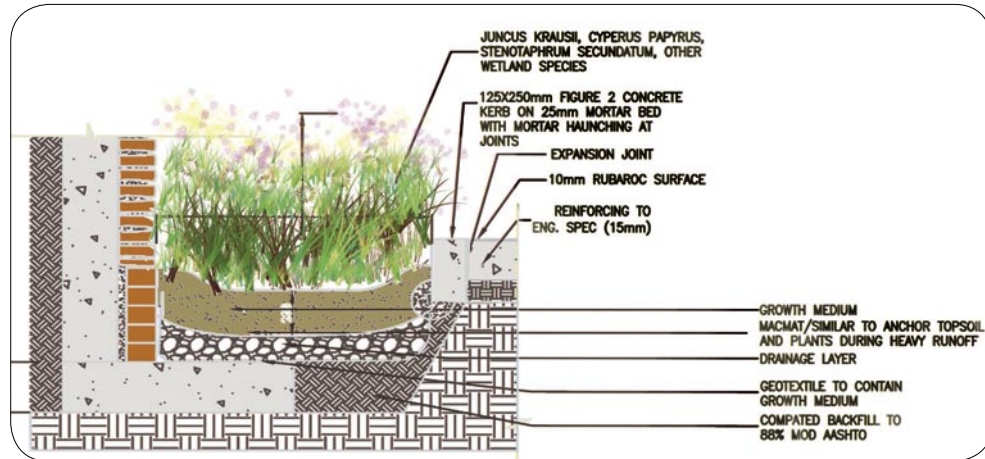 JUNCUS KRAUSII, CYPERUS PAPYRUS,
STENOTAPHRUM SECUNDATUM, OTHER
WETLAND SPECIES
125X250mm FIGURE 2 CONCRETE
KERB ON 25mm MORTAR BED
WITH MORTAR HAUNCHING AT
JOINTS
EXPANSION JOINT
10mm RUBAROC SURFACE
REINFORCING TO
ENG. SPEC (15mm)
GROWTH MEDIUM
MACMAT/SIMILAR TO ANCHOR TOPSOIL
AND PLANTS DURING HEAVY RUNOFF
DRAINAGE LAYER
GEOTEXTILE TO CONTAIN
GROWTH MEDIUM
COMPATED BACKFILL TO
88% MOD AASHTO